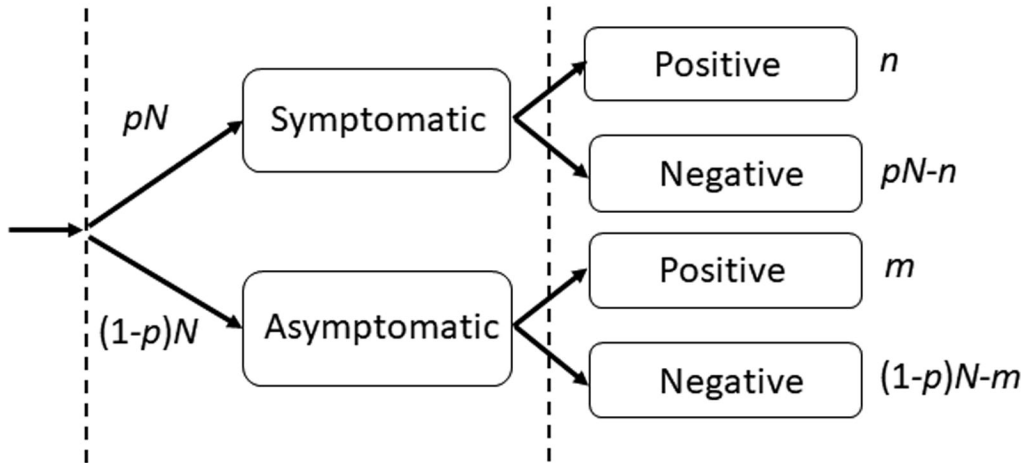 Positive
n
pN
Symptomatic
Negative
pN-n
Positive
m
(1-p)N
Asymptomatic
Negative
(1-p)N-m